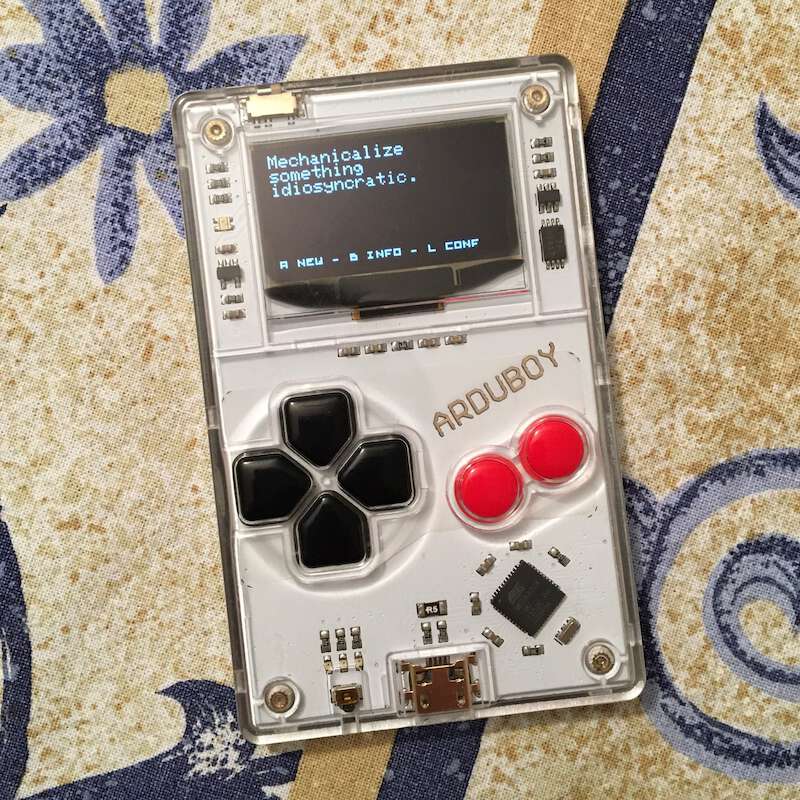 Mechanicalize
something
idiosyncratic.
A NEW - B INFO - L CONF
ARDUBOY
R5